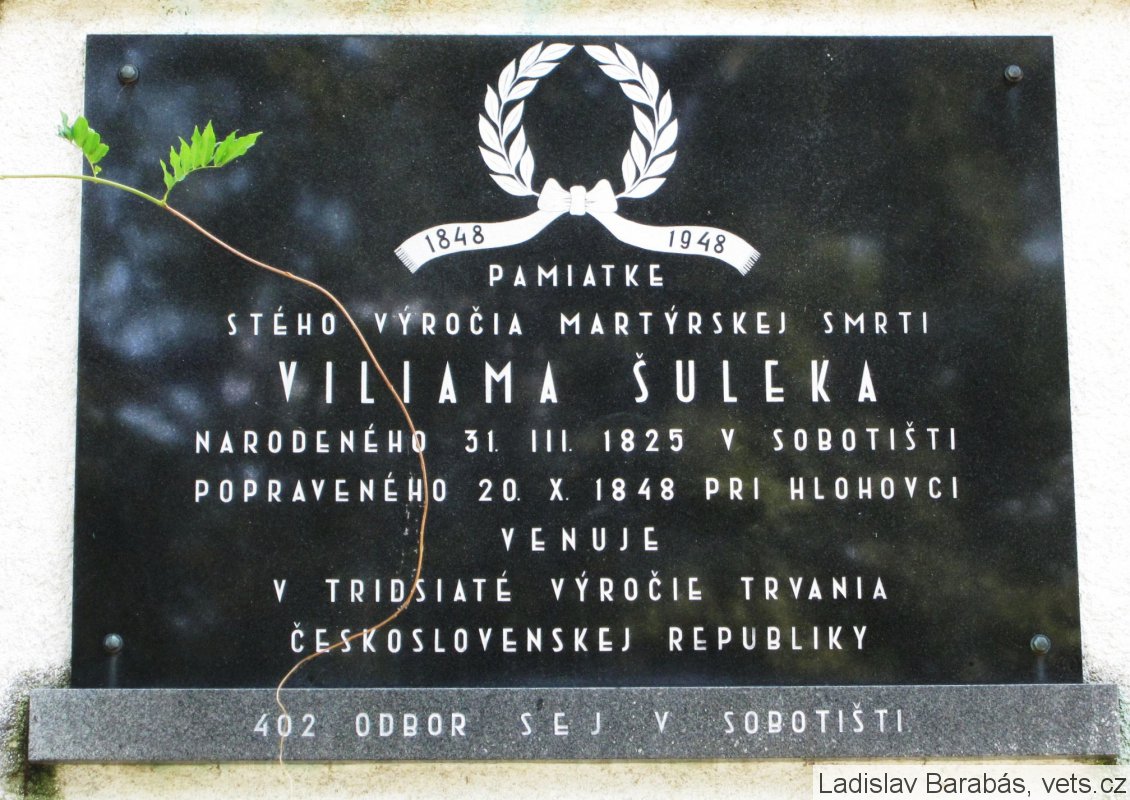 1848 1948
PAMIATKE
STÉHO VÝROČIA MARTÝRSKEJ SMRTI
VILIAMA ŠULEKA
NARODENÉHO 31. III. 1825 V SOBOTIŠTI
POPRAVENÉHO 20. X. 1848 PRI HLOHOVCI
VENUJE
V TRIDSIATÉ VÝROČIE TRVANIA
ČESKOSLOVENSKEJ REPUBLIKY
402 ODBOR SEJ V SOBOTIŠTI
Ladislav Barabás, vets.cz